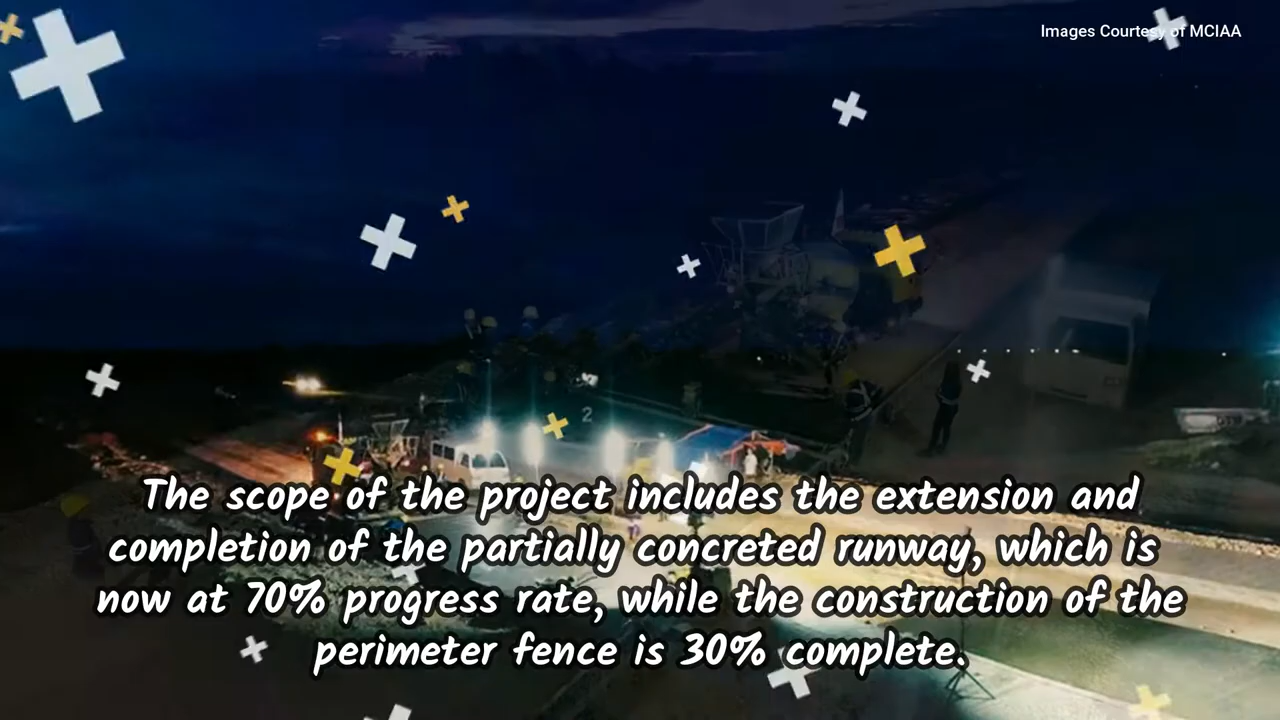 Images Courtesy of MCIAA
2
The scope of the project includes the extension and
completion of the partially concreted runway, which is
now at 70% progress rate, while the construction of the
perimeter fence is 30% complete.